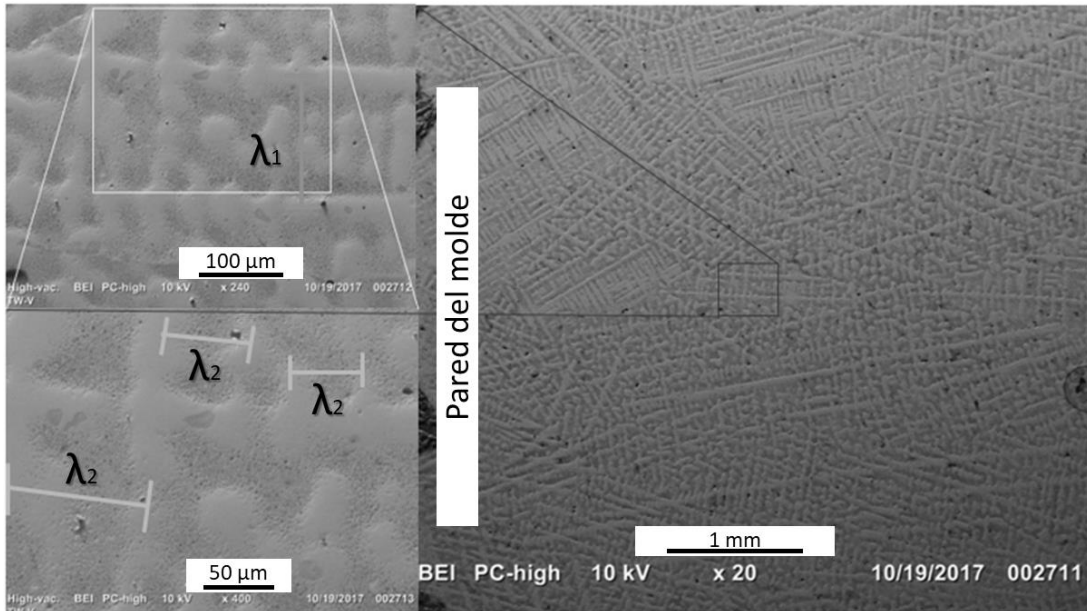 λ1
100 µm
High-vac. BEI PC-high 10 kV x 240 10/19/2017 002712
TW-V
λ2
λ2
λ2
50 µm
High-vac. BEI PC-high 10 kV x 400 10/19/2017 002713
TW-V
Pared del molde
1 mm
BEI PC-high 10 kV x 20 10/19/2017 002711